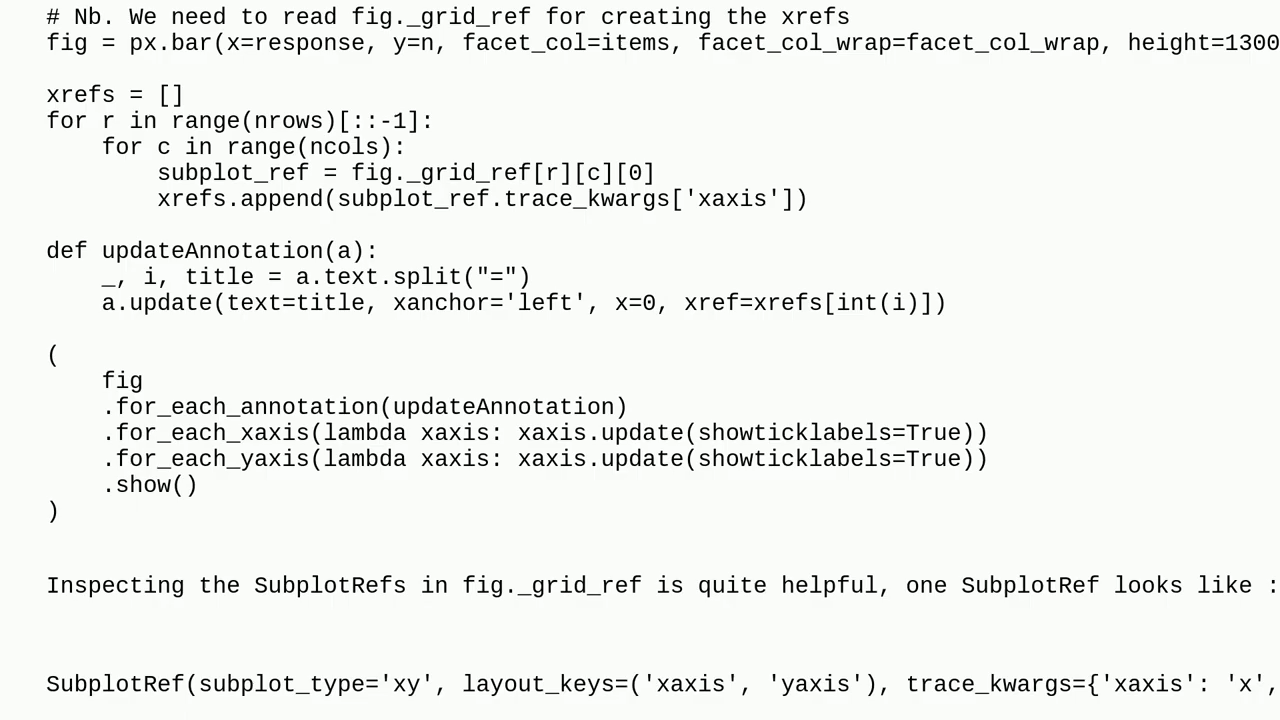 # Nb. We need to read fig._grid_ref for creating the xrefs
fig = px.bar(x=response, y=n, facet_col=items, facet_col_wrap=facet_col_wrap, height=1300
xrefs = []
for r in range(nrows)[::-1]:
    for c in range(ncols):
        subplot_ref = fig._grid_ref[r][c][0]
        xrefs.append(subplot_ref.trace_kwargs['xaxis'])
def updateAnnotation(a):
    _, i, title = a.text.split("=")
    a.update(text=title, xanchor='left', x=0, xref=xrefs[int(i)])
(
    fig
    .for_each_annotation(updateAnnotation)
    .for_each_xaxis(lambda xaxis: xaxis.update(showticklabels=True))
    .for_each_yaxis(lambda xaxis: xaxis.update(showticklabels=True))
    .show()
)
Inspecting the SubplotRefs in fig._grid_ref is quite helpful, one SubplotRef looks like :
SubplotRef(subplot_type='xy', layout_keys=('xaxis', 'yaxis'), trace_kwargs={'xaxis': 'x',